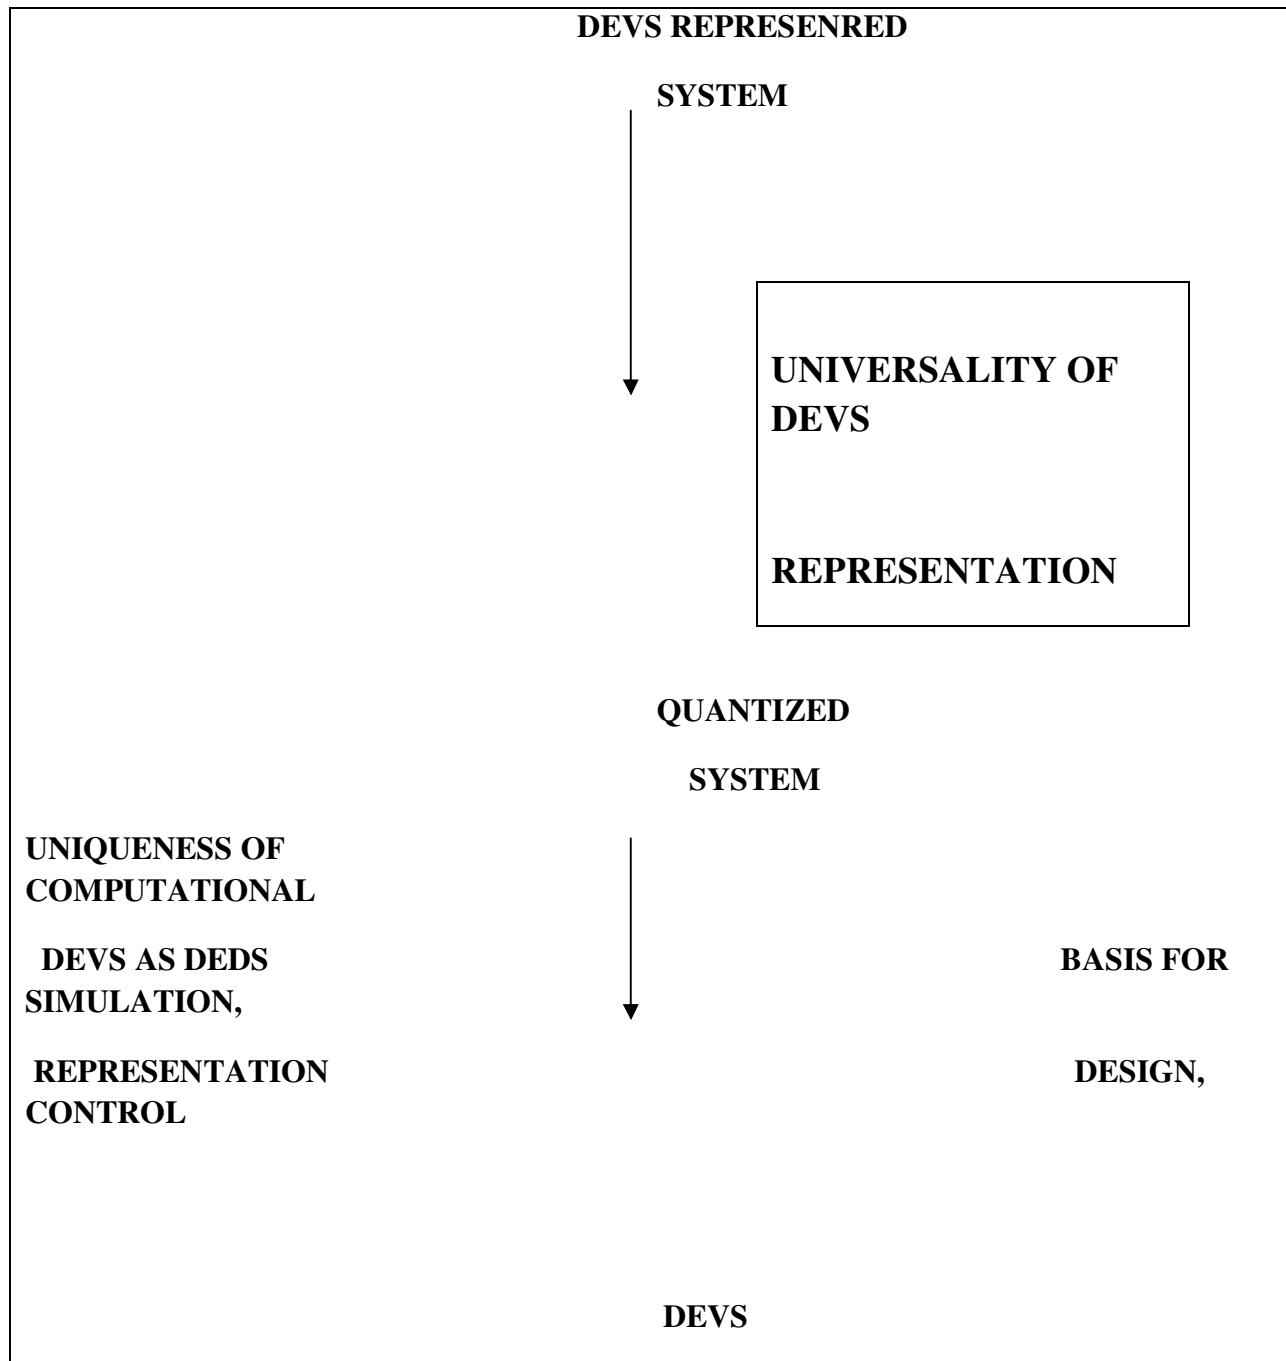 DEVS REPRESENRED
SYSTEM
UNIVERSALITY OF
DEVS
REPRESENTATION
QUANTIZED
SYSTEM
UNIQUENESS OF
COMPUTATIONAL
DEVS AS DEDS BASIS FOR
SIMULATION,
REPRESENTATION DESIGN,
CONTROL
DEVS